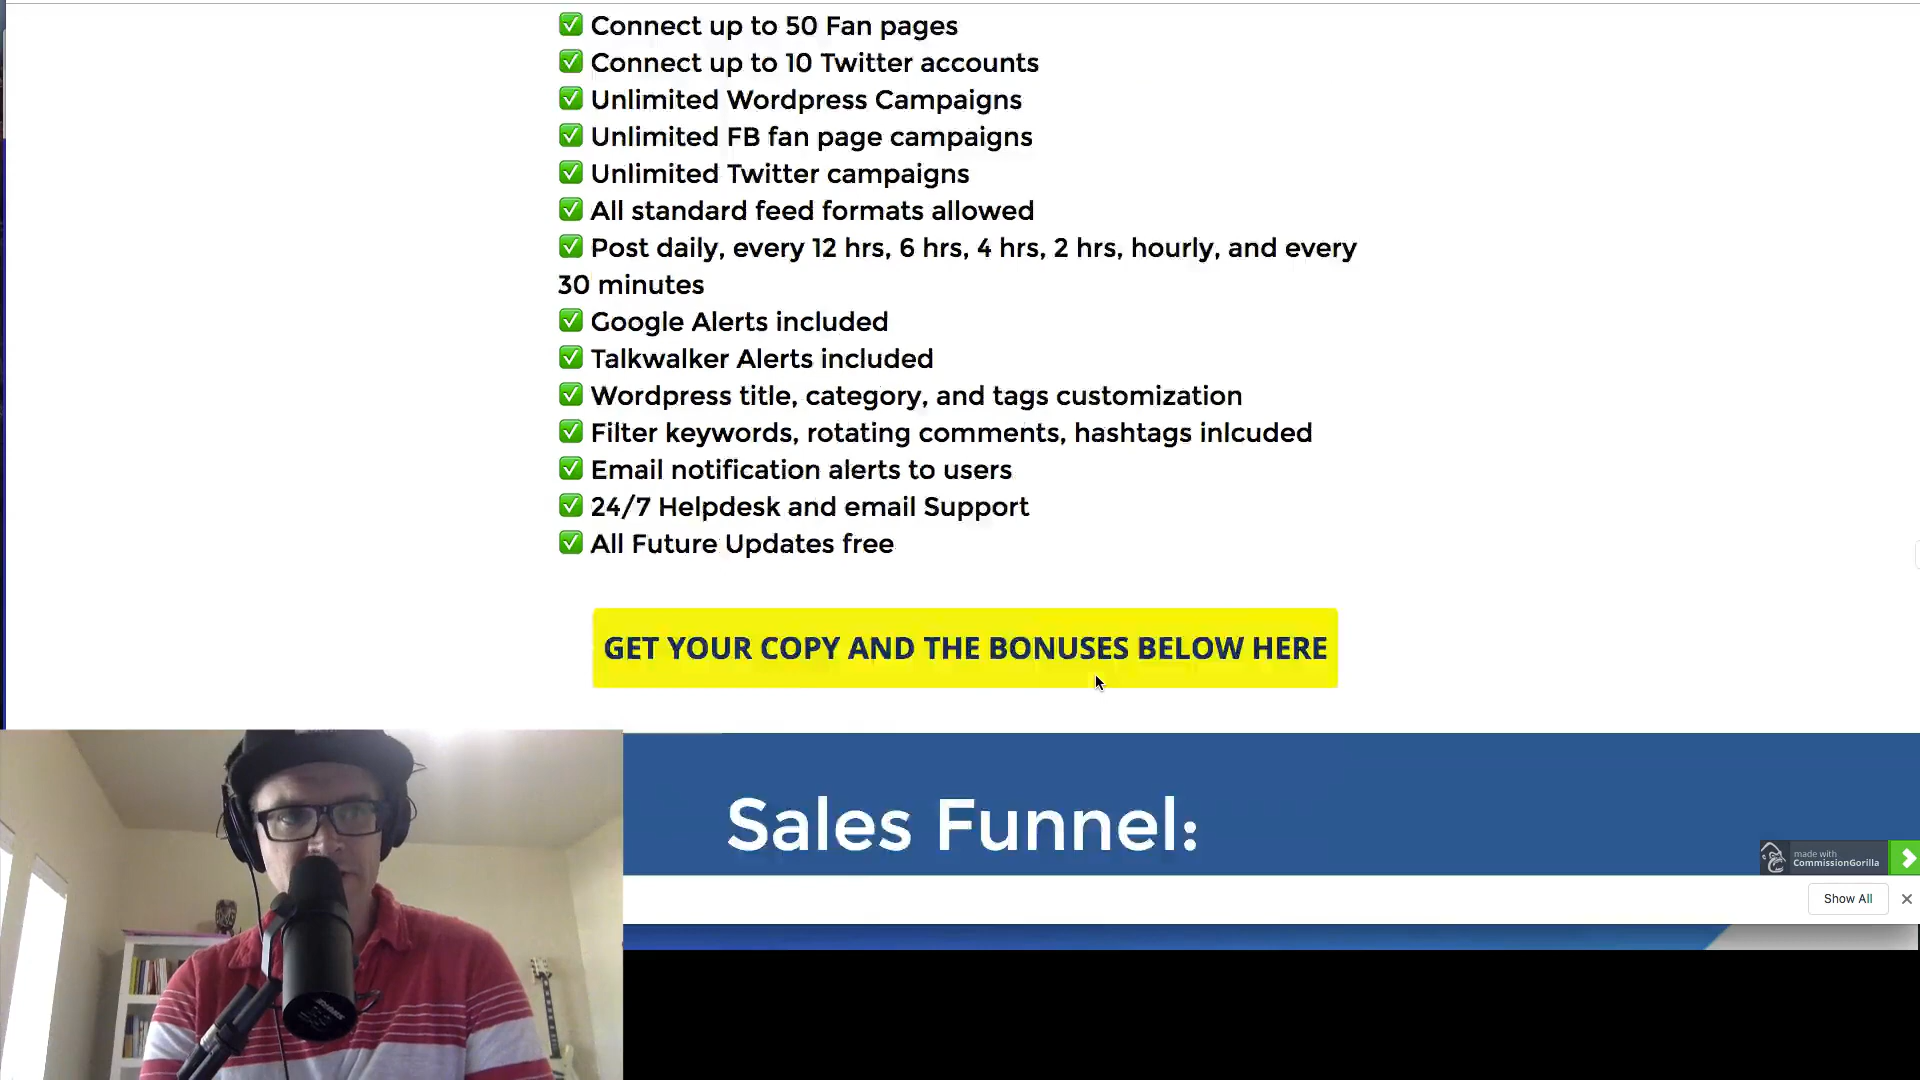 ✅ Connect up to 50 Fan pages
✅ Connect up to 10 Twitter accounts
✅ Unlimited Wordpress Campaigns
✅ Unlimited FB fan page campaigns
✅ Unlimited Twitter campaigns
✅ All standard feed formats allowed
✅ Post daily, every 12 hrs, 6 hrs, 4 hrs, 2 hrs, hourly, and every
30 minutes
✅ Google Alerts included
✅ Talkwalker Alerts included
✅ Wordpress title, category, and tags customization
✅ Filter keywords, rotating comments, hashtags inlcuded
✅ Email notification alerts to users
✅ 24/7 Helpdesk and email Support
✅ All Future Updates free
GET YOUR COPY AND THE BONUSES BELOW HERE
Sales Funnel:
made with
CommissionGorilla
Show All